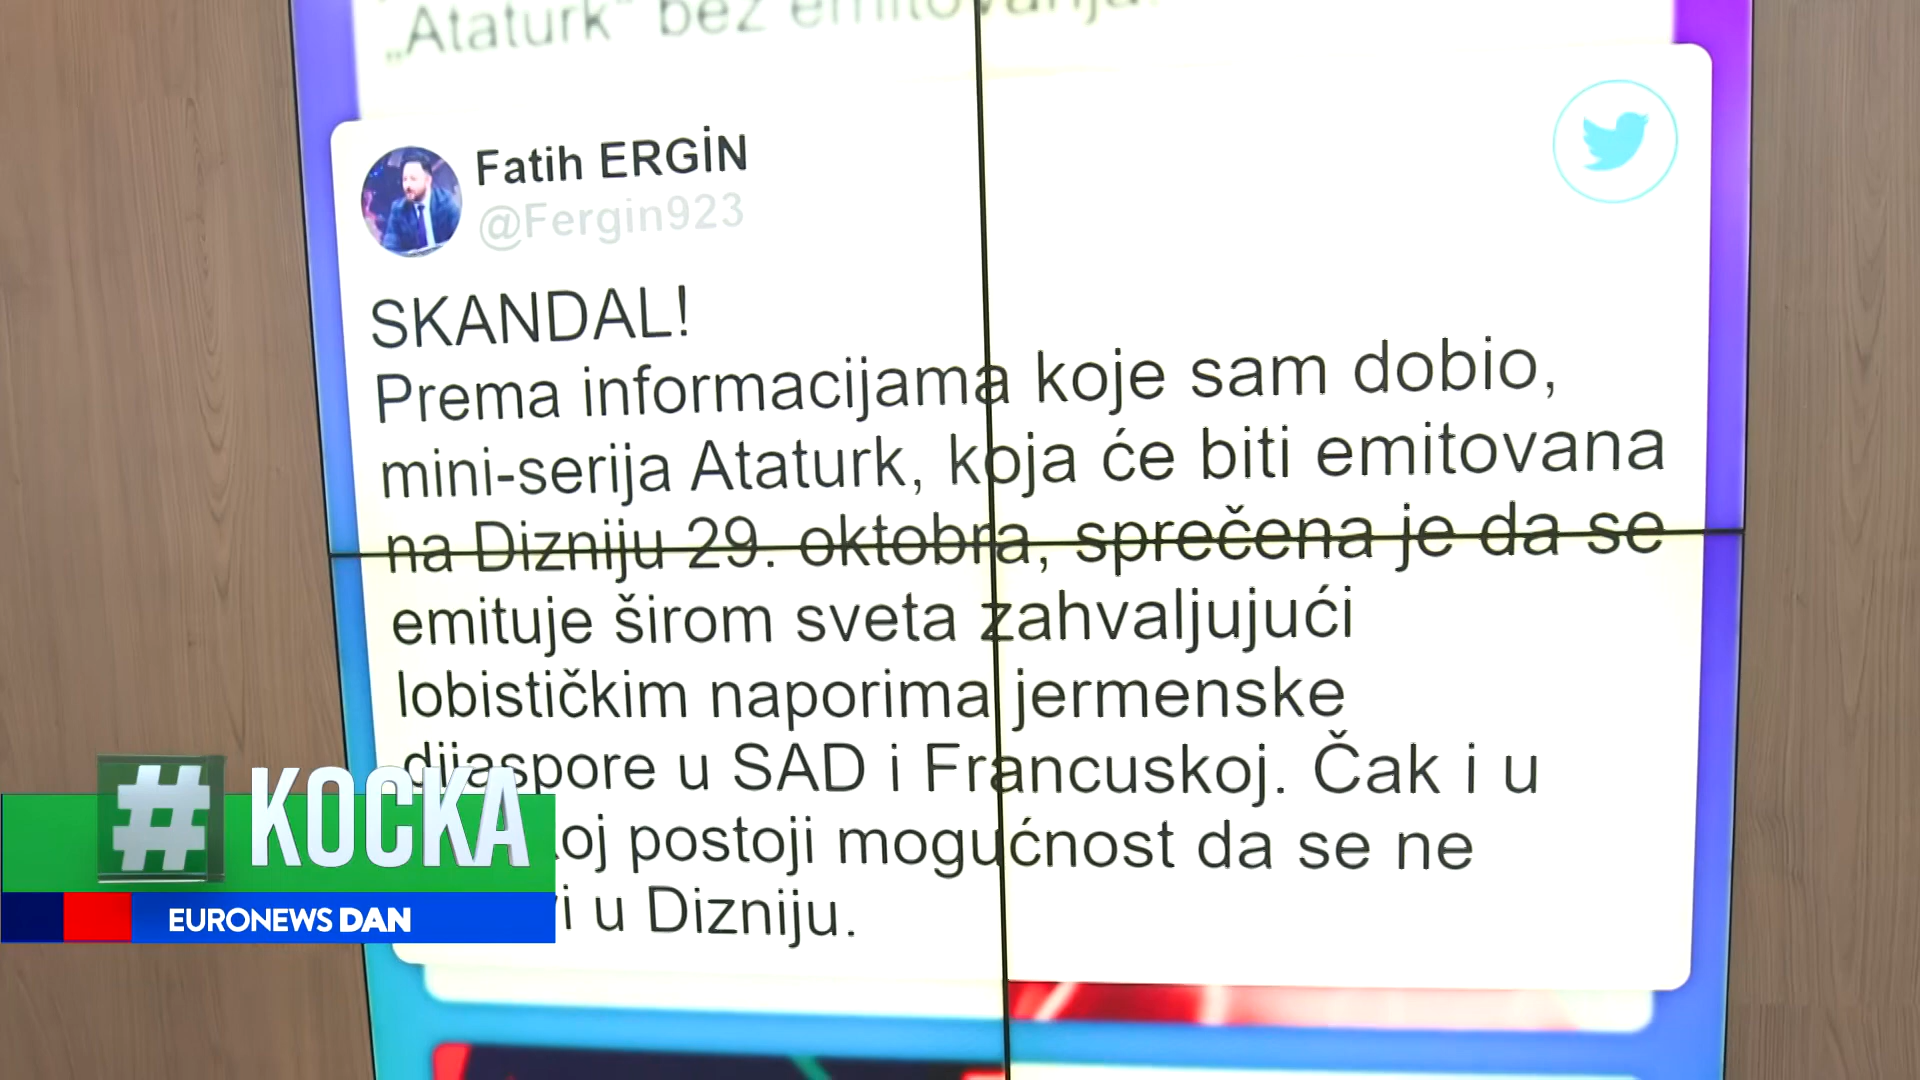 „Ataturk“ bez emitovanja.
Fatih ERGİN
@Fergin923
SKANDAL!
Prema informacijama koje sam dobio,
mini-serija Ataturk, koja će biti emitovana
na Dizniju 29. oktobra, sprečena je da se
emituje širom sveta zahvaljujući
lobističkim naporima jermenske
dijaspore u SAD i Francuskoj. Čak i u
postoji mogućnost da se ne
u Dizniju.
#KOCKA
EURONEWS DAN